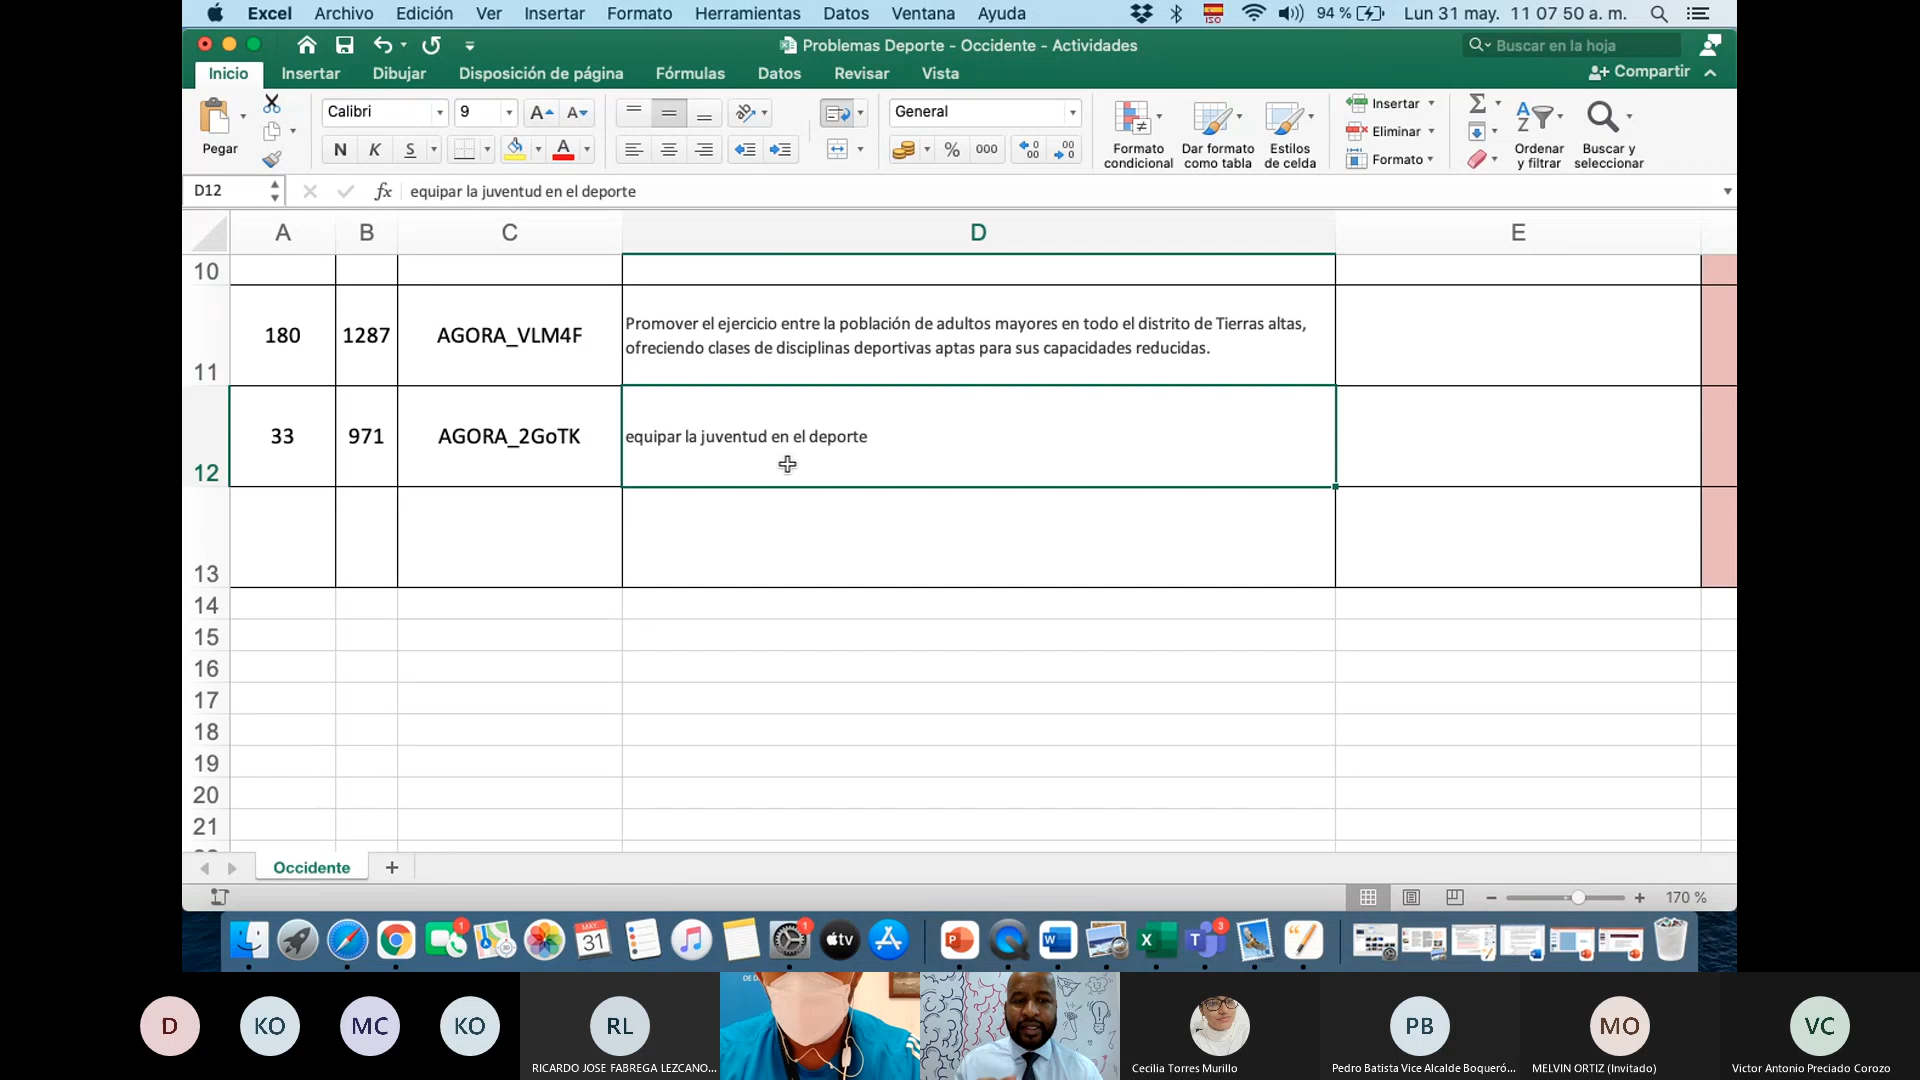 Excel Archivo Edición Ver Insertar Formato Herramientas Datos Ventana Ayuda ISO 94 % Lun 31 may. 11 07 50 a. m.
Problemas Deporte - Occidente - Actividades
Buscar en la hoja
Inicio Insertar Dibujar Disposición de página Fórmulas Datos Revisar Vista Compartir
Pegar
Calibri 9
General
N K S
% 000
Formato condicional
Dar formato como tabla
Estilos de celda
Insertar
Eliminar
Formato
Ordenar y filtrar
Buscar y seleccionar
D12 fx equipar la juventud en el deporte
A B C D E
10
11 180 1287 AGORA_VLM4F Promover el ejercicio entre la población de adultos mayores en todo el distrito de Tierras altas,
ofreciendo clases de disciplinas deportivas aptas para sus capacidades reducidas.
12 33 971 AGORA_2GoTK equipar la juventud en el deporte
13
14
15
16
17
18
19
20
21
Occidente
170 %
D KO MC KO RL PB MO VC
RICARDO JOSE FABREGA LEZCANO...
Cecilia Torres Murillo
Pedro Batista Vice Alcalde Boqueró...
MELVIN ORTIZ (Invitado)
Victor Antonio Preciado Corozo